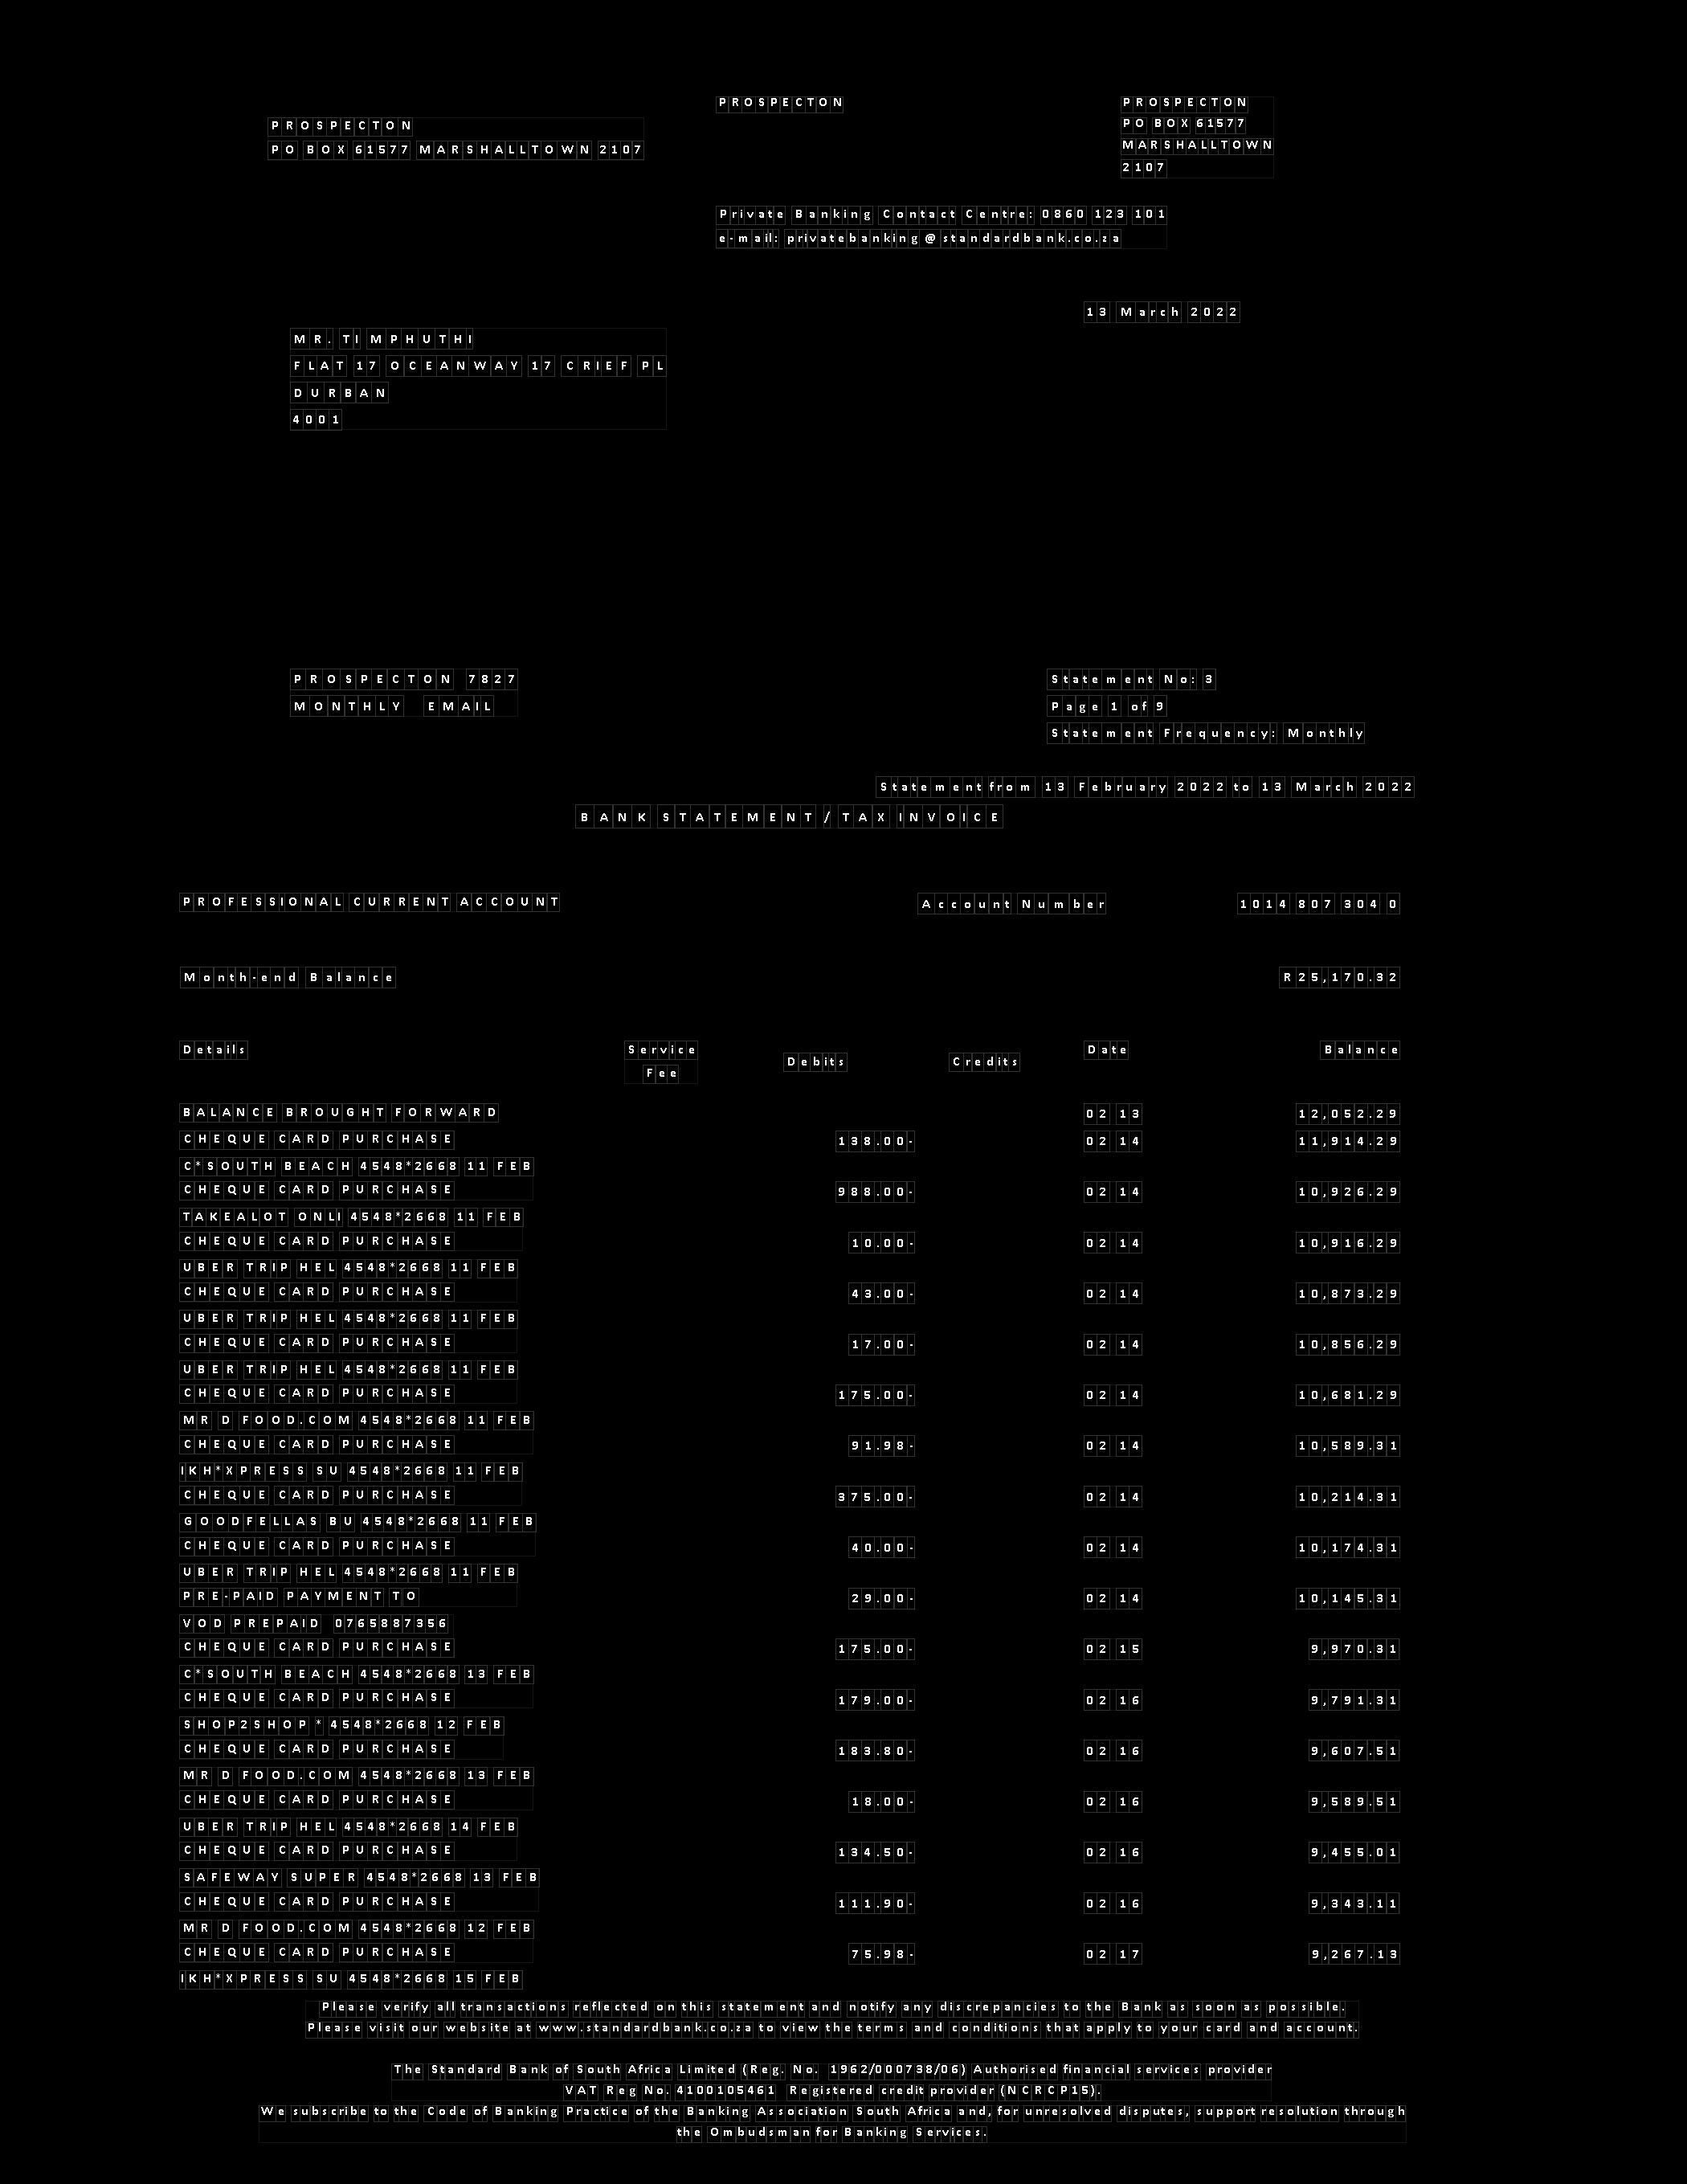 PROSPECTON
PO BOX 61577 MARSHALLTOWN 2107
PROSPECTON
PROSPECTON
PO BOX 61577
MARSHALLTOWN
2107
Private Banking Contact Centre: 0860 123 101
e-mail: privatebanking@standardbank.co.za
13 March 2022
MR. TI MPHUTHI
FLAT 17 OCEANWAY 17 CRIEF PL
DURBAN
4001
PROSPECTON 7827
MONTHLY EMAIL
Statement No: 3
Page 1 of 9
Statement Frequency: Monthly
Statement from 13 February 2022 to 13 March 2022
BANK STATEMENT / TAX INVOICE
PROFESSIONAL CURRENT ACCOUNT Account Number 1014 807 304 0
Month-end Balance R25,170.32
Details Service Fee Debits Credits Date Balance
BALANCE BROUGHT FORWARD 02 13 12,052.29
CHEQUE CARD PURCHASE 138.00- 02 14 11,914.29
C*SOUTH BEACH 4548*2668 11 FEB
CHEQUE CARD PURCHASE 988.00- 02 14 10,926.29
TAKEALOT ONLI 4548*2668 11 FEB
CHEQUE CARD PURCHASE 10.00- 02 14 10,916.29
UBER TRIP HEL 4548*2668 11 FEB
CHEQUE CARD PURCHASE 43.00- 02 14 10,873.29
UBER TRIP HEL 4548*2668 11 FEB
CHEQUE CARD PURCHASE 17.00- 02 14 10,856.29
UBER TRIP HEL 4548*2668 11 FEB
CHEQUE CARD PURCHASE 175.00- 02 14 10,681.29
MR D FOOD.COM 4548*2668 11 FEB
CHEQUE CARD PURCHASE 91.98- 02 14 10,589.31
IKH*XPRESS SU 4548*2668 11 FEB
CHEQUE CARD PURCHASE 375.00- 02 14 10,214.31
GOODFELLAS BU 4548*2668 11 FEB
CHEQUE CARD PURCHASE 40.00- 02 14 10,174.31
UBER TRIP HEL 4548*2668 11 FEB
PRE-PAID PAYMENT TO 29.00- 02 14 10,145.31
VOD PREPAID 0765887356
CHEQUE CARD PURCHASE 175.00- 02 15 9,970.31
C*SOUTH BEACH 4548*2668 13 FEB
CHEQUE CARD PURCHASE 179.00- 02 16 9,791.31
SHOP2SHOP * 4548*2668 12 FEB
CHEQUE CARD PURCHASE 183.80- 02 16 9,607.51
MR D FOOD.COM 4548*2668 13 FEB
CHEQUE CARD PURCHASE 18.00- 02 16 9,589.51
UBER TRIP HEL 4548*2668 14 FEB
CHEQUE CARD PURCHASE 134.50- 02 16 9,455.01
SAFEWAY SUPER 4548*2668 13 FEB
CHEQUE CARD PURCHASE 111.90- 02 16 9,343.11
MR D FOOD.COM 4548*2668 12 FEB
CHEQUE CARD PURCHASE 75.98- 02 17 9,267.13
IKH*XPRESS SU 4548*2668 15 FEB
Please verify all transactions reflected on this statement and notify any discrepancies to the Bank as soon as possible.
Please visit our website at www.standardbank.co.za to view the terms and conditions that apply to your card and account.
The Standard Bank of South Africa Limited (Reg. No. 1962/000738/06) Authorised financial services provider
VAT Reg No. 4100105461 Registered credit provider (NCRCP15).
We subscribe to the Code of Banking Practice of the Banking Association South Africa and, for unresolved disputes, support resolution through
the Ombudsman for Banking Services.